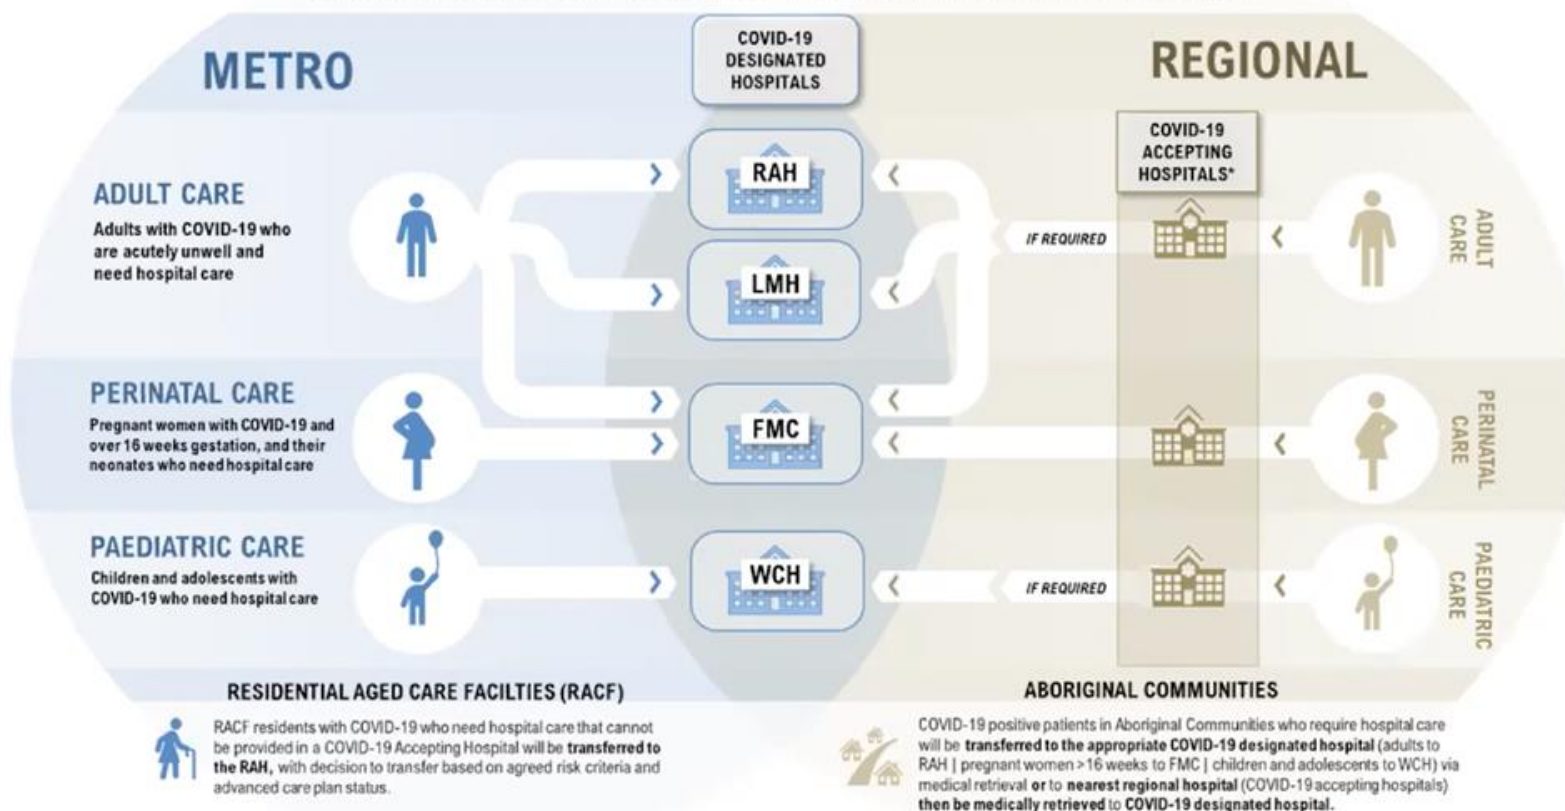 METRO
COVID-19
DESIGNATED
HOSPITALS
REGIONAL
COVID-19
ACCEPTING
HOSPITALS*
ADULT CARE
Adults with COVID-19 who
are acutely unwell and
need hospital care
RAH
LMH
IF REQUIRED
ADULT
CARE
PERINATAL CARE
Pregnant women with COVID-19 and
over 16 weeks gestation, and their
neonates who need hospital care
FMC
PERINATAL
CARE
PAEDIATRIC CARE
Children and adolescents with
COVID-19 who need hospital care
WCH
IF REQUIRED
PAEDIATRIC
CARE
RESIDENTIAL AGED CARE FACILTIES (RACF)
RACF residents with COVID-19 who need hospital care that cannot
be provided in a COVID-19 Accepting Hospital will be transferred to
the RAH, with decision to transfer based on agreed risk criteria and
advanced care plan status.
ABORIGINAL COMMUNITIES
COVID-19 positive patients in Aboriginal Communities who require hospital care
will be transferred to the appropriate COVID-19 designated hospital (adults to
RAH | pregnant women >16 weeks to FMC | children and adolescents to WCH) via
medical retrieval or to nearest regional hospital (COVID-19 accepting hospitals)
then be medically retrieved to COVID-19 designated hospital.